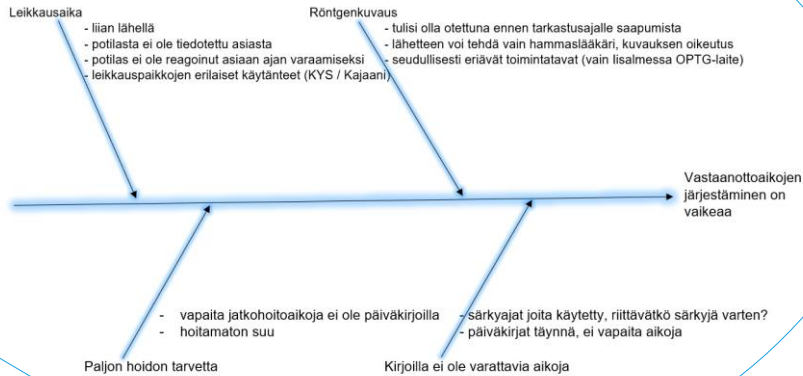 Leikkausaika
- liian lähellä
- potilasta ei ole tiedotettu asiasta
- potilas ei ole reagoinut asiaan ajan varaamiseksi
- leikkauspaikkojen erilaiset käytänteet (KYS / Kajaani)
Röntgenkuvaus
- tulisi olla otettuna ennen tarkastusajalle saapumista
- lähetteen voi tehdä vain hammaslääkäri, kuvauksen oikeutus
- seudullisesti eriävät toimintatavat (vain Iisalmessa OPTG-laite)
Vastaanottoaikojen
järjestäminen on
vaikeaa
- vapaita jatkohoitoaikoja ei ole päiväkirjoilla
- hoitamaton suu
Paljon hoidon tarvetta
- särkyajat joita käytetty, riittävätkö särkyjä varten?
- päiväkirjat täynnä, ei vapaita aikoja
Kirjoilla ei ole varattavia aikoja